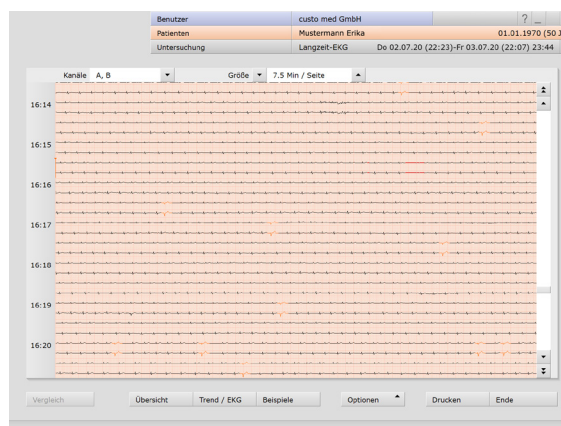 Benutzer custo med GmbH ? _
Patienten Mustermann Erika 01.01.1970 (50 J
Untersuchung Langzeit-EKG Do 02.07.20 (22:23)-Fr 03.07.20 (22:07) 23:44
Kanäle A, B Größe 7.5 Min / Seite
16:14
16:15
16:16
16:17
16:18
16:19
16:20
Vergleich Übersicht Trend / EKG Beispiele Optionen Drucken Ende